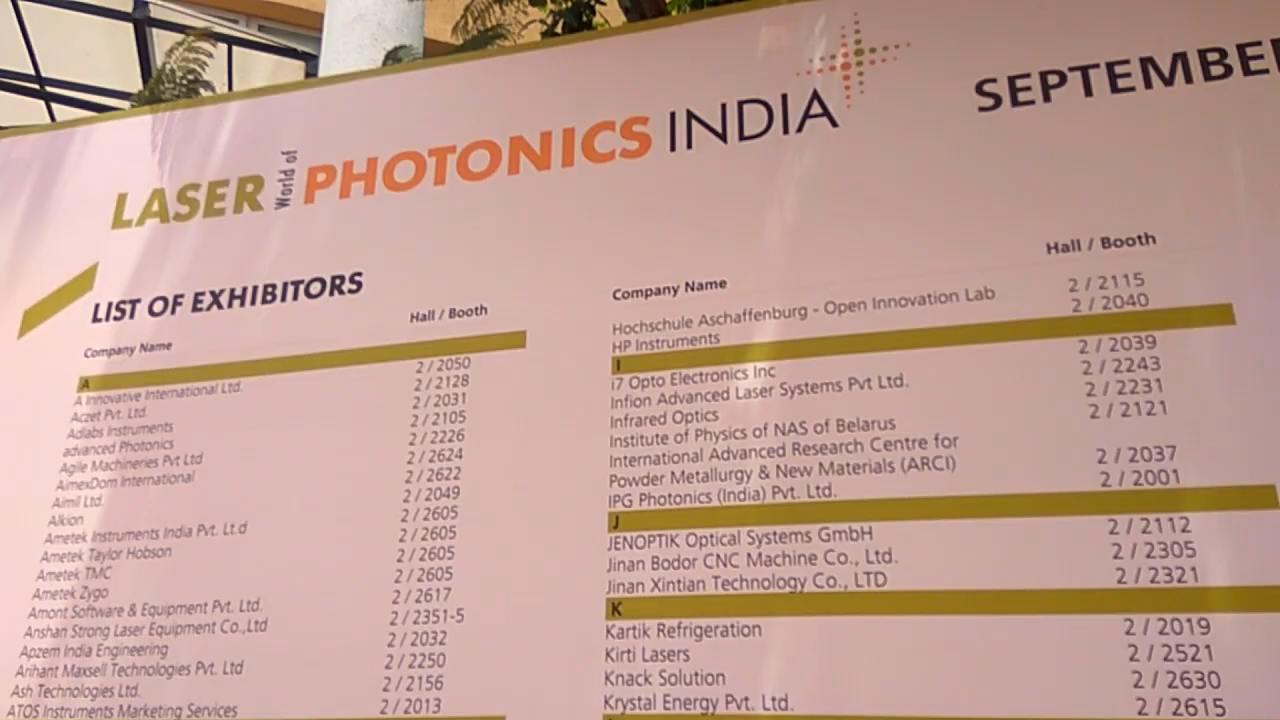 LASER World of PHOTONICS INDIA
SEPTEMBE
LIST OF EXHIBITORS
Company Name Hall / Booth
A
A Innovative International Ltd. 2 / 2050
Aczet Pvt. Ltd. 2 / 2128
Adlabs Instruments 2 / 2031
advanced Photonics 2 / 2105
Agile Machineries Pvt Ltd 2 / 2226
AimexDom International 2 / 2624
Aimil Ltd. 2 / 2622
Alkion 2 / 2049
Ametek Instruments India Pvt. Lt.d 2 / 2605
Ametek Taylor Hobson 2 / 2605
Ametek TMC 2 / 2605
Ametek Zygo 2 / 2605
Amont Software & Equipment Pvt. Ltd. 2 / 2617
Anshan Strong Laser Equipment Co.,Ltd 2 / 2351-5
Apzem India Engineering 2 / 2032
Arihant Maxsell Technologies Pvt. Ltd 2 / 2250
Ash Technologies Ltd. 2 / 2156
ATOS Instruments Marketing Services 2 / 2013
Company Name Hall / Booth
Hochschule Aschaffenburg - Open Innovation Lab 2 / 2115
HP Instruments 2 / 2040
I
i7 Opto Electronics Inc 2 / 2039
Infion Advanced Laser Systems Pvt Ltd. 2 / 2243
Infrared Optics 2 / 2231
Institute of Physics of NAS of Belarus 2 / 2121
International Advanced Research Centre for
Powder Metallurgy & New Materials (ARCI) 2 / 2037
IPG Photonics (India) Pvt. Ltd. 2 / 2001
J
JENOPTIK Optical Systems GmbH 2 / 2112
Jinan Bodor CNC Machine Co., Ltd. 2 / 2305
Jinan Xintian Technology Co., LTD 2 / 2321
K
Kartik Refrigeration 2 / 2019
Kirti Lasers 2 / 2521
Knack Solution 2 / 2630
Krystal Energy Pvt. Ltd. 2 / 2615